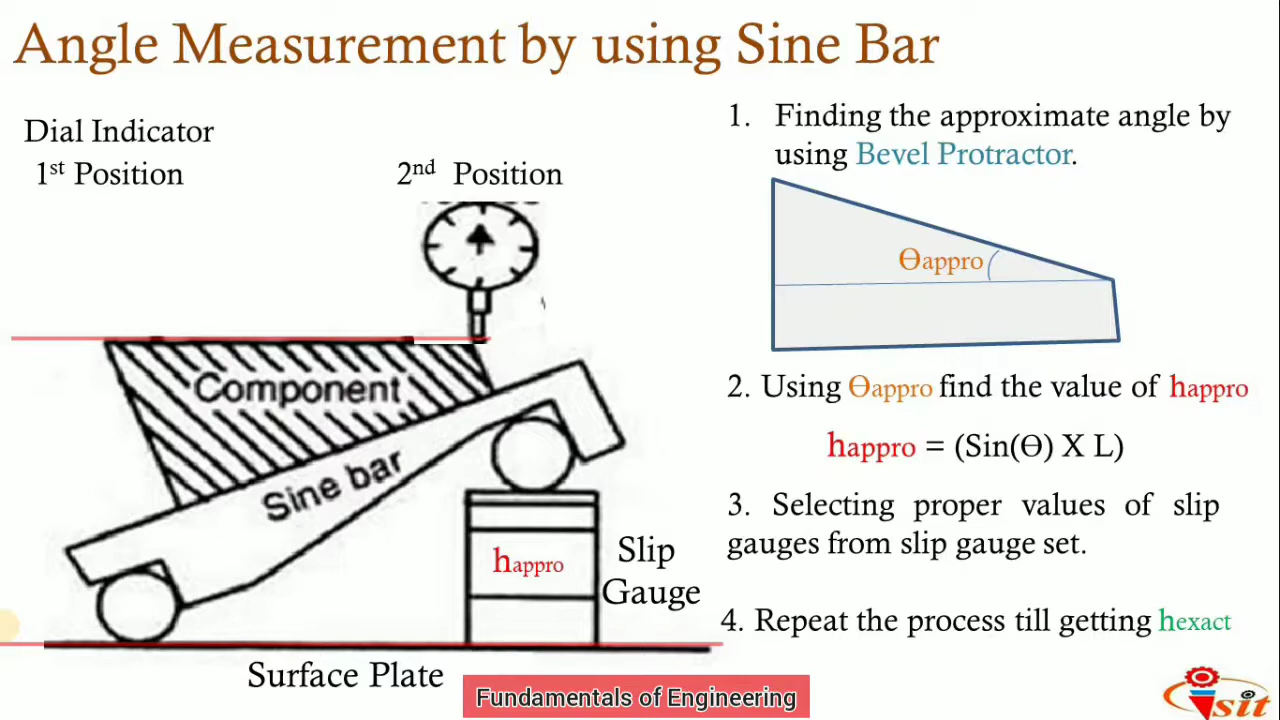 Angle Measurement by using Sine Bar
Dial Indicator
1st Position
2nd Position
Component
Sine bar
happro
Slip
Gauge
Surface Plate
1. Finding the approximate angle by
using Bevel Protractor.
Өappro
2. Using Өappro find the value of happro
happro = (Sin(Ө) X L)
3. Selecting proper values of slip
gauges from slip gauge set.
4. Repeat the process till getting hexact
Fundamentals of Engineering
sit